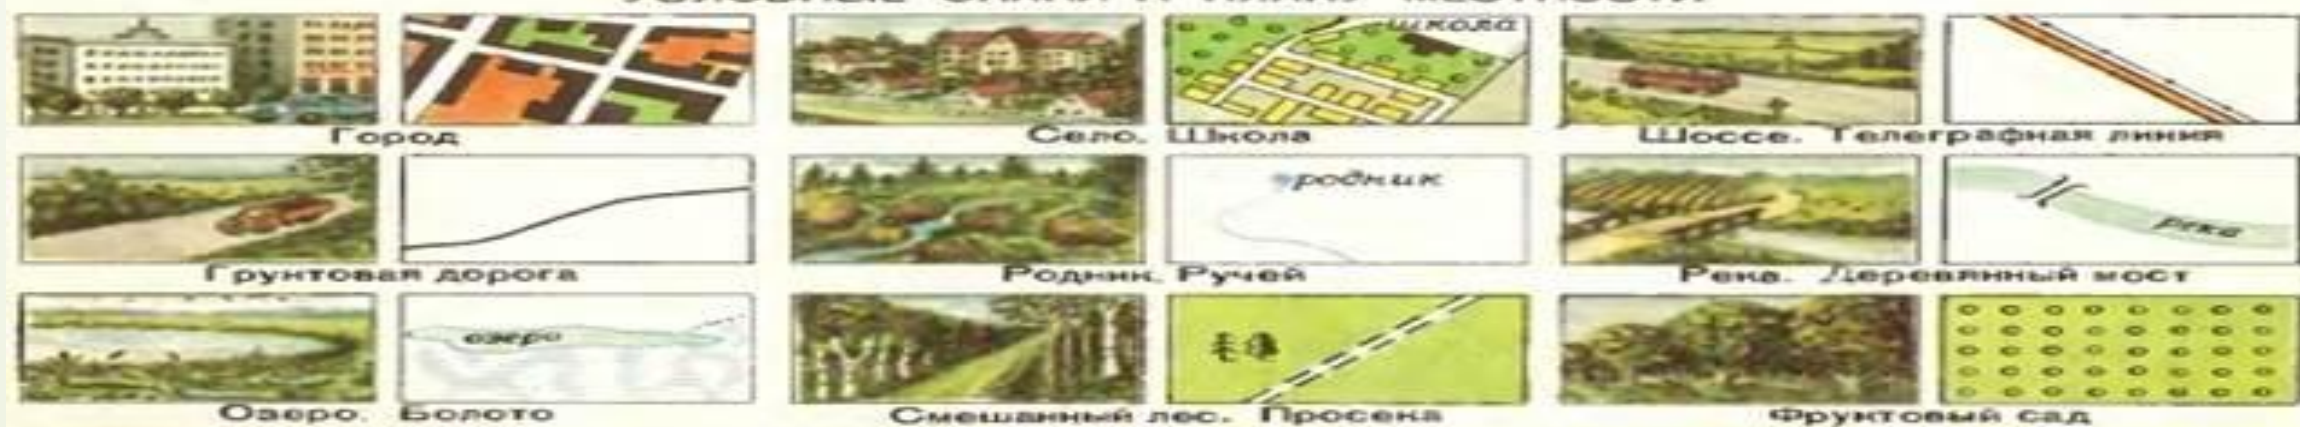 школа
Город
Село. Школа
Шоссе. Телеграфная линия
родник
река
Грунтовая дорога
Родник. Ручей
Река. Деревянный мост
озеро
Озеро. Болото
Смешанный лес. Просека
Фруктовый сад